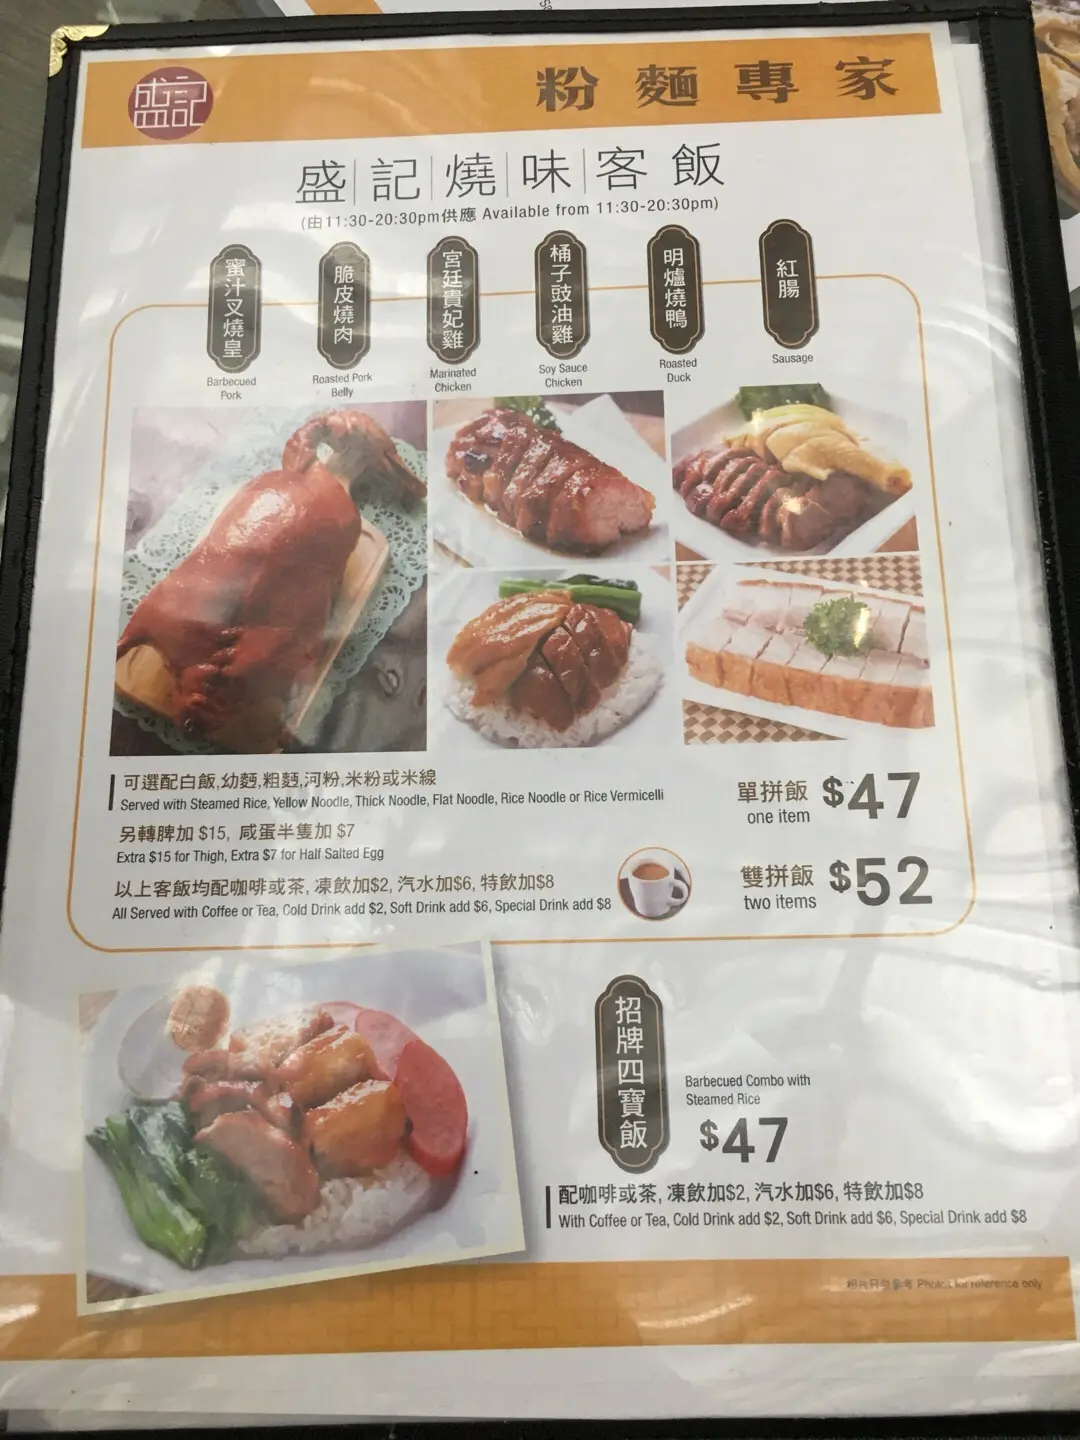 盛記
粉麵專家
盛記燒味客飯
(由11:30-20:30pm供應 Available from 11:30-20:30pm)
蜜汁叉燒皇
Barbecued
Pork
脆皮燒肉
Roasted Pork
Belly
宮廷貴妃雞
Marinated
Chicken
桶子豉油雞
Soy Sauce
Chicken
明爐燒鴨
Roasted
Duck
紅腸
Sausage
可選配白飯,幼麪,粗麪,河粉,米粉或米線
Served with Steamed Rice, Yellow Noodle, Thick Noodle, Flat Noodle, Rice Noodle or Rice Vermicelli
另轉脾加 $15, 咸蛋半隻加 $7
Extra $15 for Thigh, Extra $7 for Half Salted Egg
以上客飯均配咖啡或茶, 凍飲加$2, 汽水加$6, 特飲加$8
All Served with Coffee or Tea, Cold Drink add $2, Soft Drink add $6, Special Drink add $8
單拼飯 $47
one item
雙拼飯 $52
two items
招牌四寶飯
Barbecued Combo with
Steamed Rice
$47
配咖啡或茶, 凍飲加$2, 汽水加$6, 特飲加$8
With Coffee or Tea, Cold Drink add $2, Soft Drink add $6, Special Drink add $8
相片只供參考 Photos for reference only